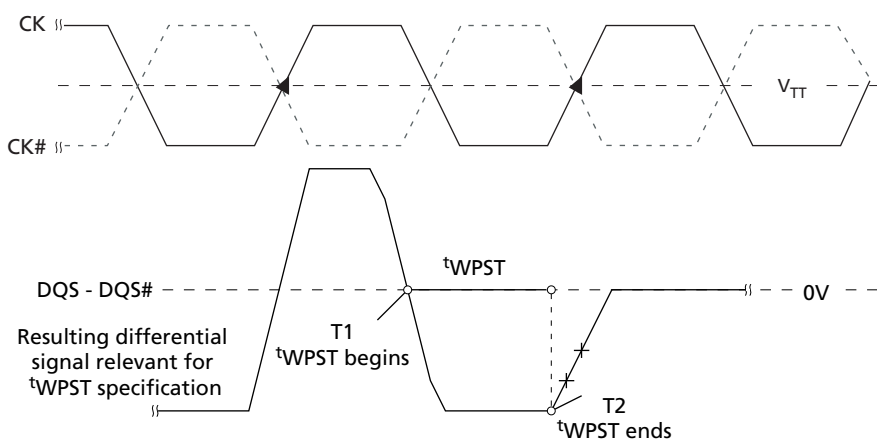 CK
V_TT
CK#
tWPST
DQS - DQS#
0V
T1
tWPST begins
Resulting differential
signal relevant for
tWPST specification
T2
tWPST ends